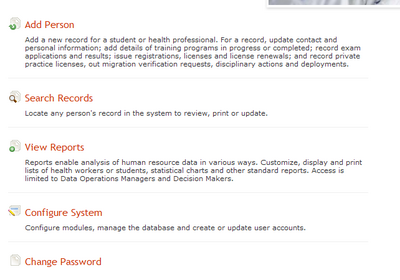 Add Person
Add a new record for a student or health professional. For a record, update contact and
personal information; add details of training programs in progress or completed; record exam
applications and results; issue registrations, licenses and license renewals; and record private
practice licenses, out migration verification requests, disciplinary actions and deployments.
Search Records
Locate any person's record in the system to review, print or update.
View Reports
Reports enable analysis of human resource data in various ways. Customize, display and print
lists of health workers or students, statistical charts and other standard reports. Access is
limited to Data Operations Managers and Decision Makers.
Configure System
Configure modules, manage the database and create or update user accounts.
Change Password